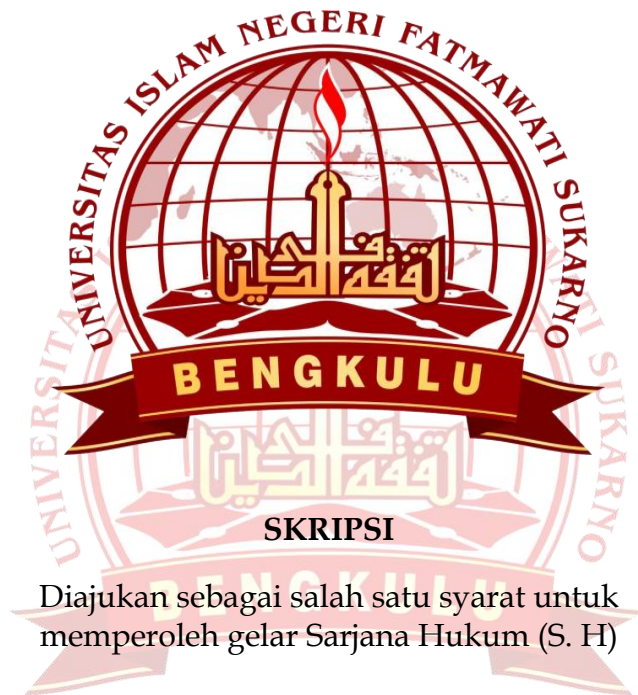 UNIVERSITAS ISLAM NEGERI FATMAWATI SUKARNO
ليتفقهوا في الدين
BENGKULU
SKRIPSI
Diajukan sebagai salah satu syarat untuk
memperoleh gelar Sarjana Hukum (S. H)